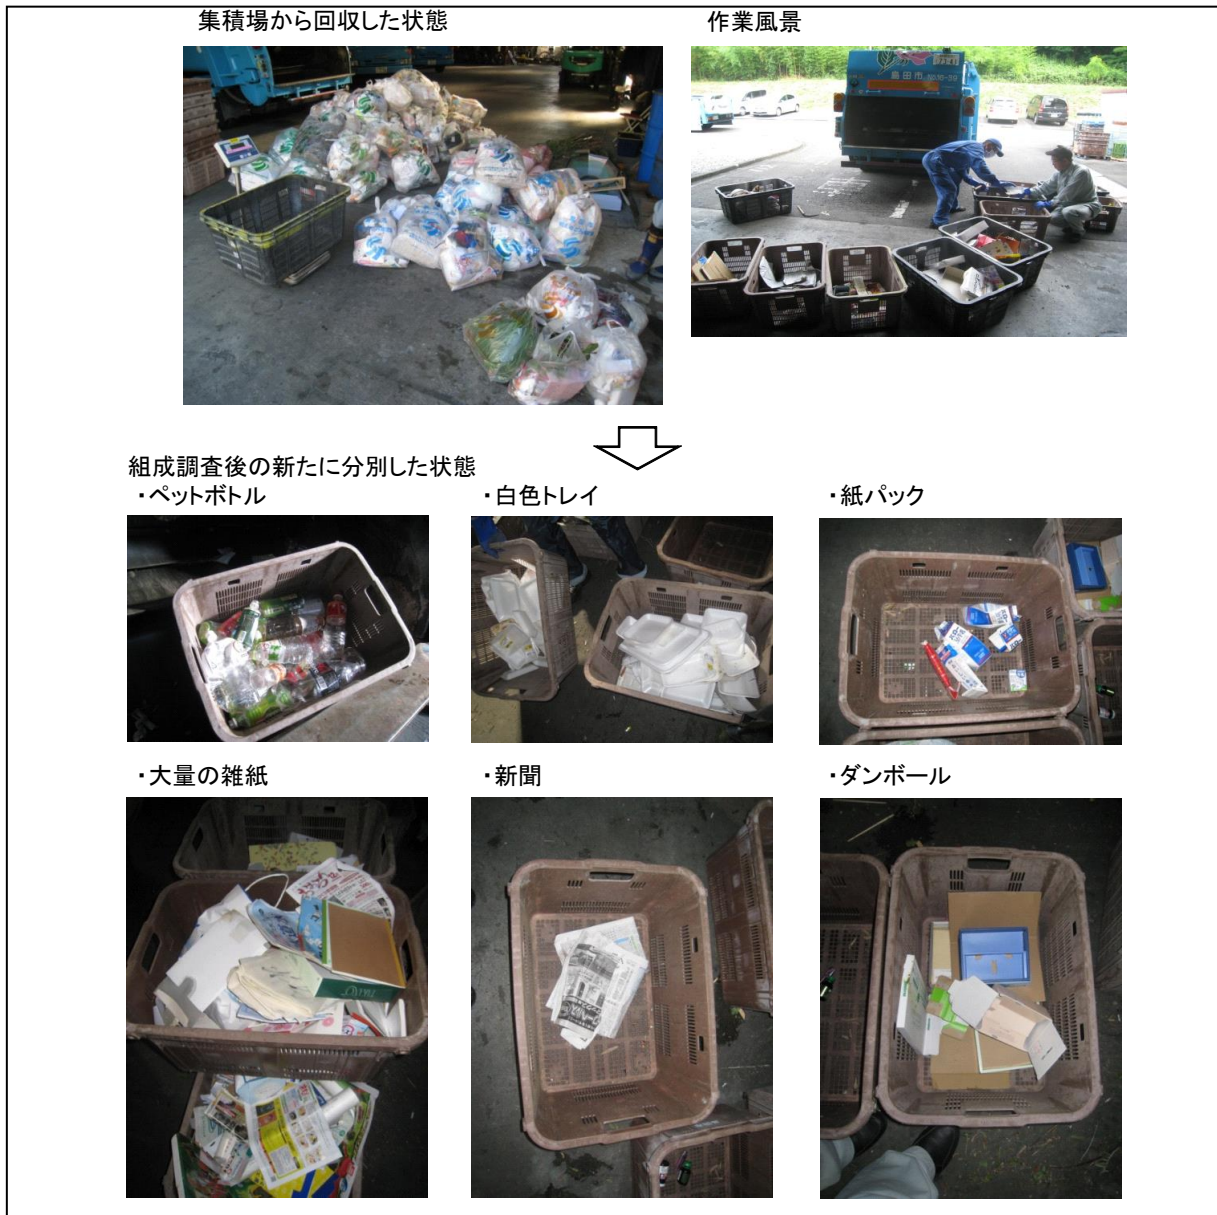 集積場から回収した状態
作業風景
島田市
組成調査後の新たに分別した状態
・ペットボトル
・白色トレイ
・紙パック
・大量の雑紙
・新聞
・ダンボール